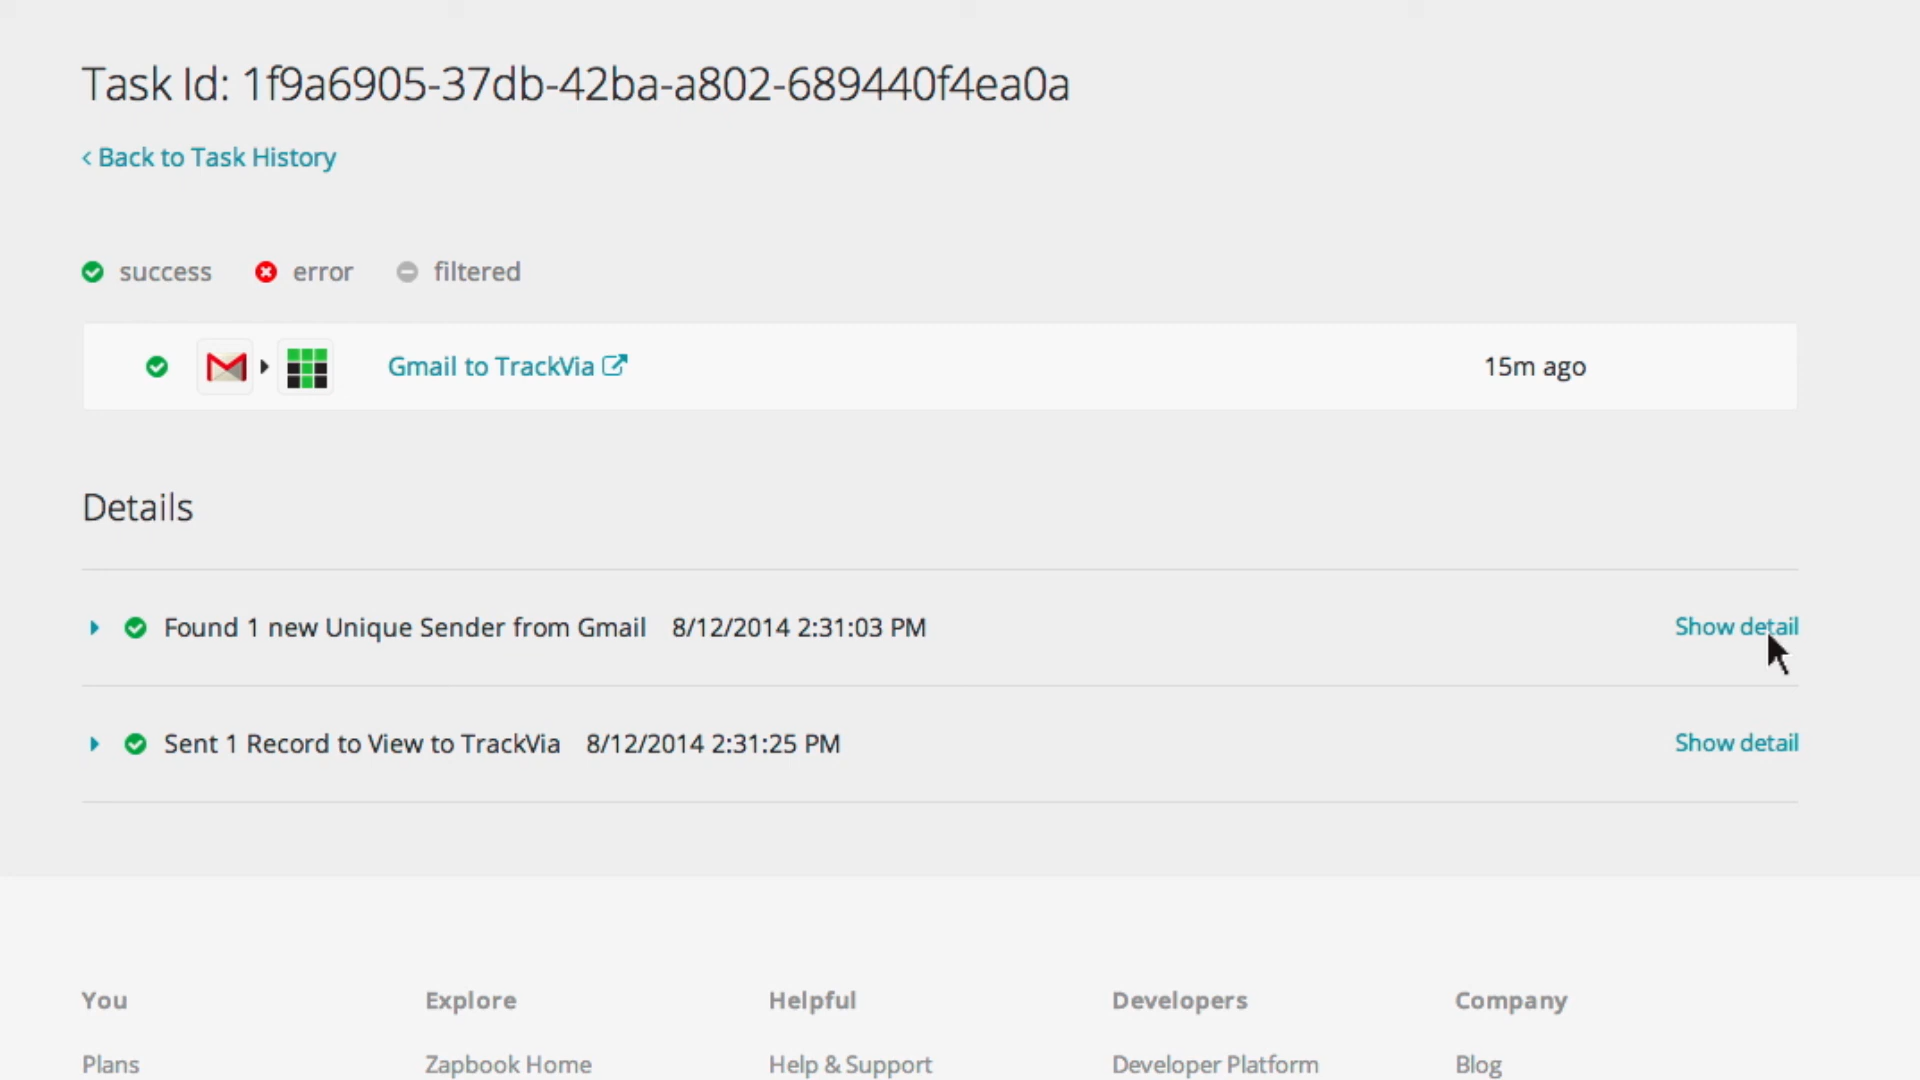 Task Id: 1f9a6905-37db-42ba-a802-689440f4ea0a
< Back to Task History
success error filtered
Gmail to TrackVia 15m ago
Details
Found 1 new Unique Sender from Gmail 8/12/2014 2:31:03 PM Show detail
Sent 1 Record to View to TrackVia 8/12/2014 2:31:25 PM Show detail
You Explore Helpful Developers Company
Plans Zapbook Home Help & Support Developer Platform Blog